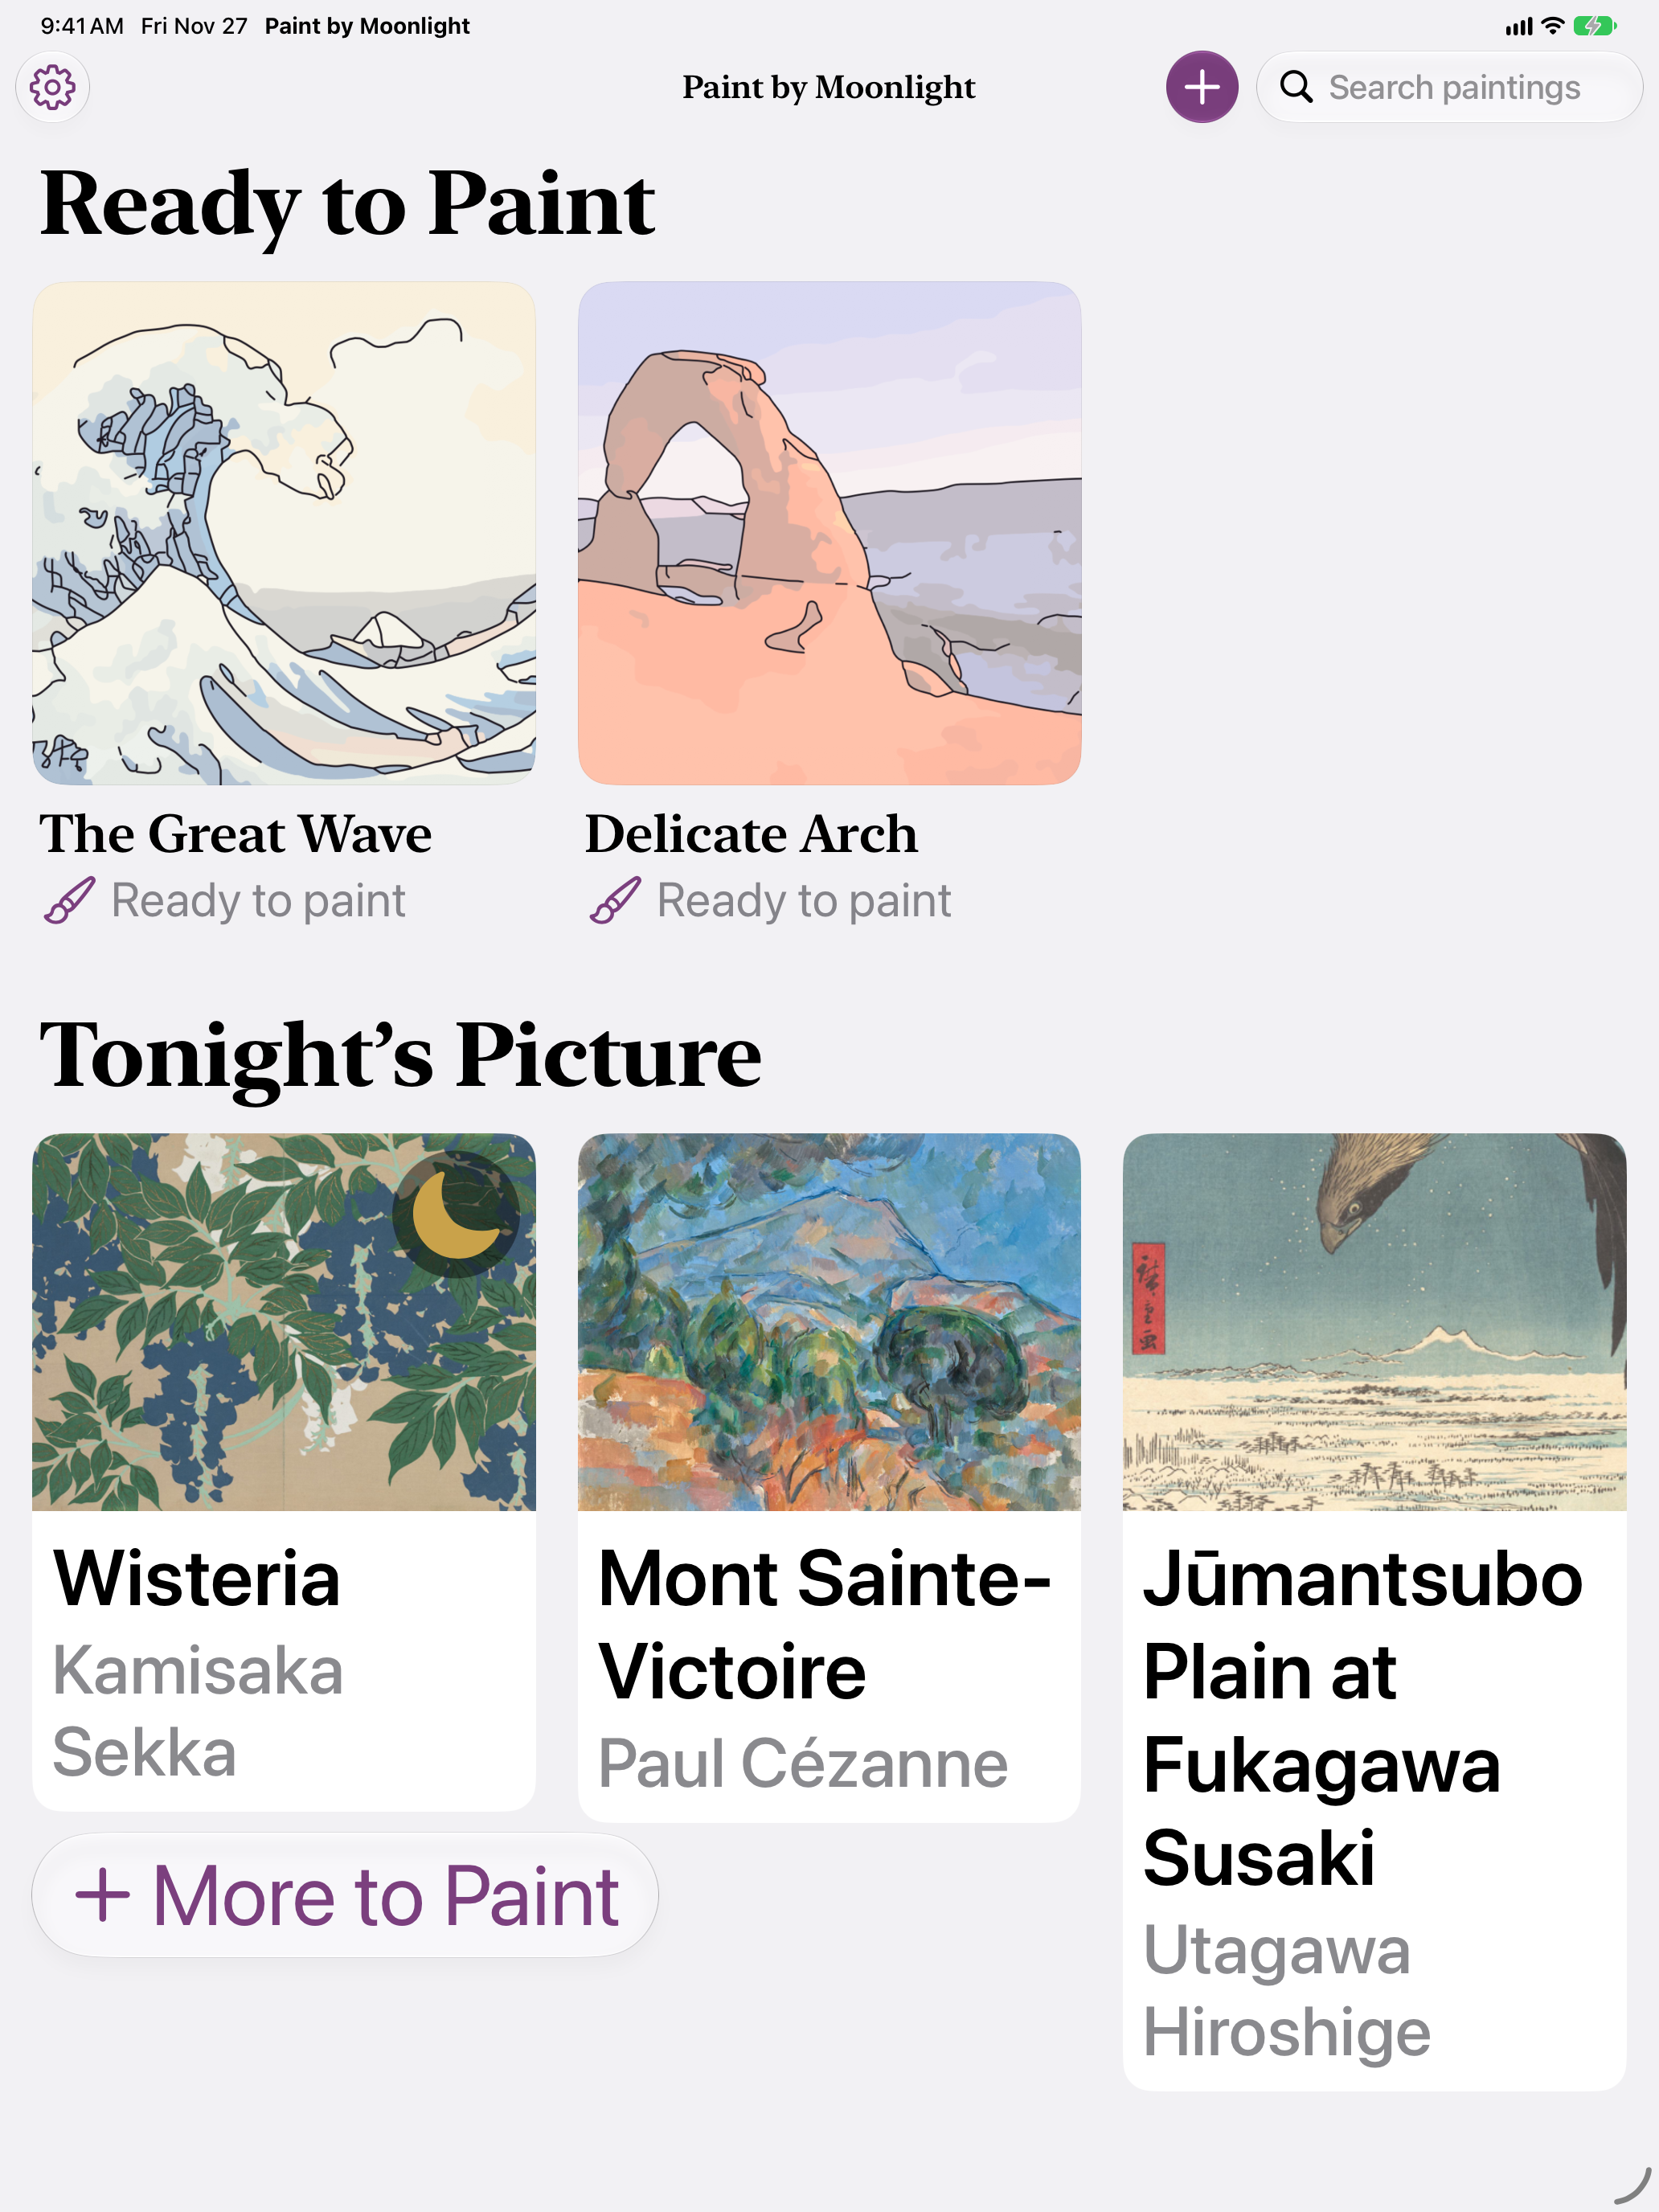 9:41 AM Fri Nov 27 Paint by Moonlight
Paint by Moonlight
Search paintings
Ready to Paint
The Great Wave
Ready to paint
Delicate Arch
Ready to paint
Tonight’s Picture
Wisteria
Kamisaka
Sekka
Mont Sainte-
Victoire
Paul Cézanne
Jūmantsubo
Plain at
Fukagawa
Susaki
Utagawa
Hiroshige
More to Paint